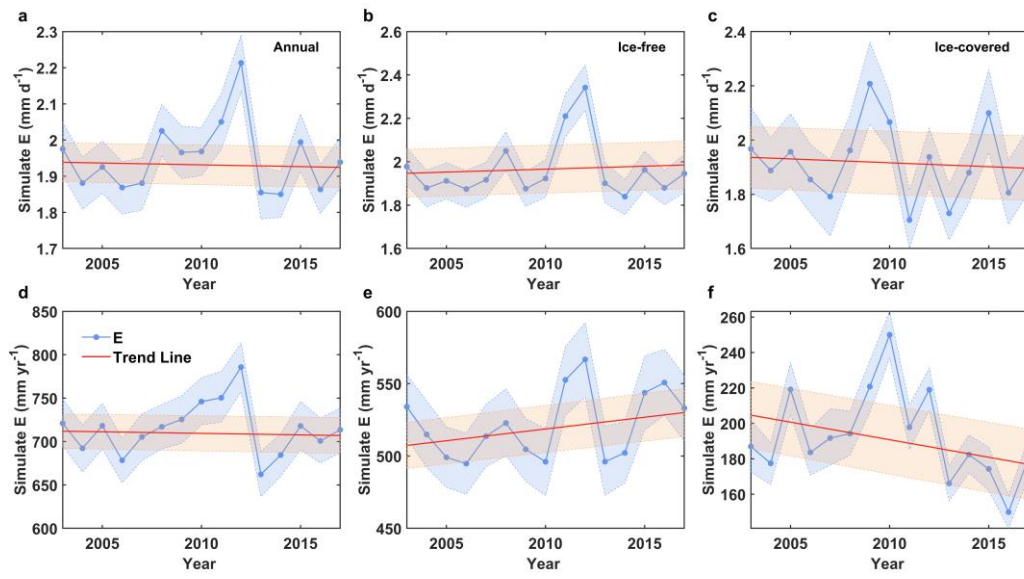 a
Annual
Simulate E (mm d⁻¹)
2.3
2.2
2.1
2
1.9
1.8
1.7
2005 2010 2015
Year
b
Ice-free
Simulate E (mm d⁻¹)
2.6
2.4
2.2
2
1.8
1.6
2005 2010 2015
Year
c
Ice-covered
Simulate E (mm d⁻¹)
2.4
2.2
2
1.8
1.6
2005 2010 2015
Year
d
E
Trend Line
Simulate E (mm yr⁻¹)
850
800
750
700
650
600
2005 2010 2015
Year
e
Simulate E (mm yr⁻¹)
600
550
500
450
2005 2010 2015
Year
f
Simulate E (mm yr⁻¹)
260
240
220
200
180
160
2005 2010 2015
Year